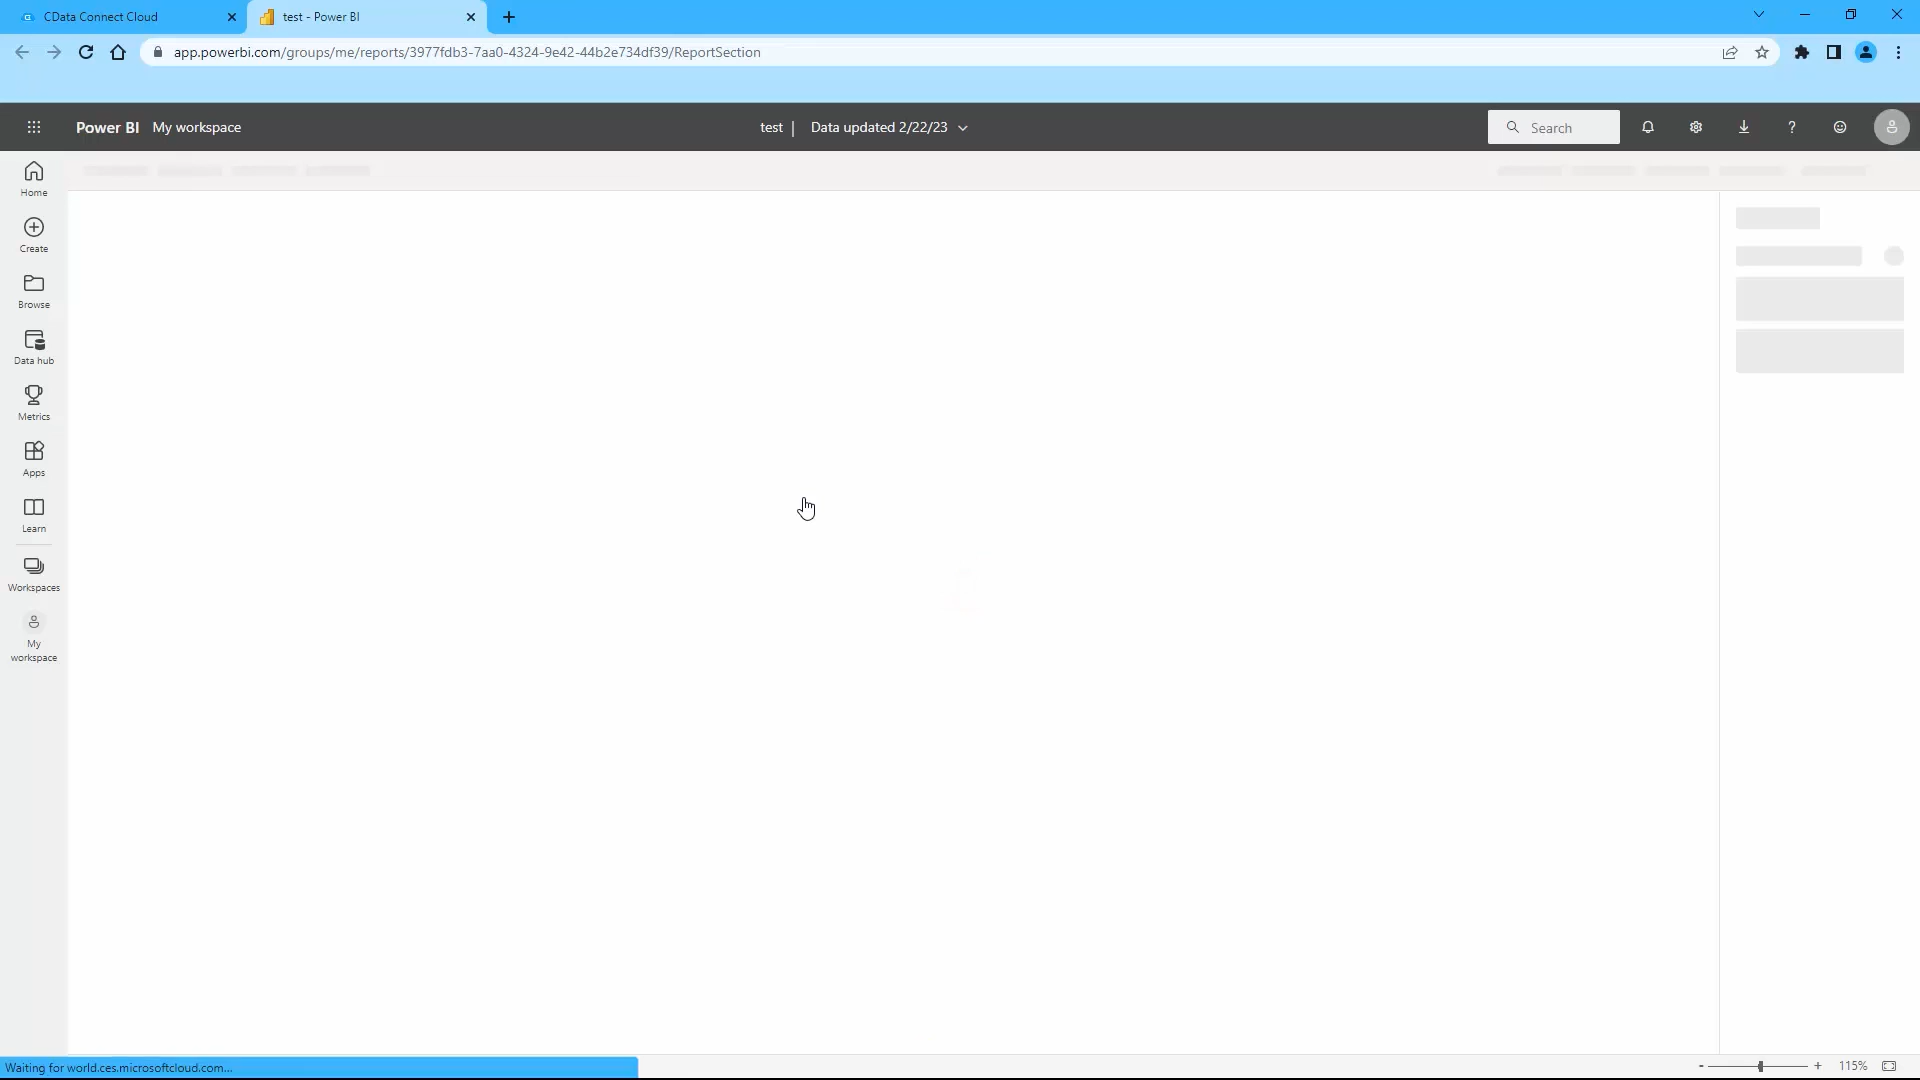 CData Connect Cloud
test - Power BI
app.powerbi.com/groups/me/reports/3977fdb3-7aa0-4324-9e42-44b2e734df39/ReportSection
Power BI My workspace
test | Data updated 2/22/23
Search
Home
Create
Browse
Data hub
Metrics
Apps
Learn
Workspaces
My
workspace
Waiting for world.ces.microsoftcloud.com...
- + 115%